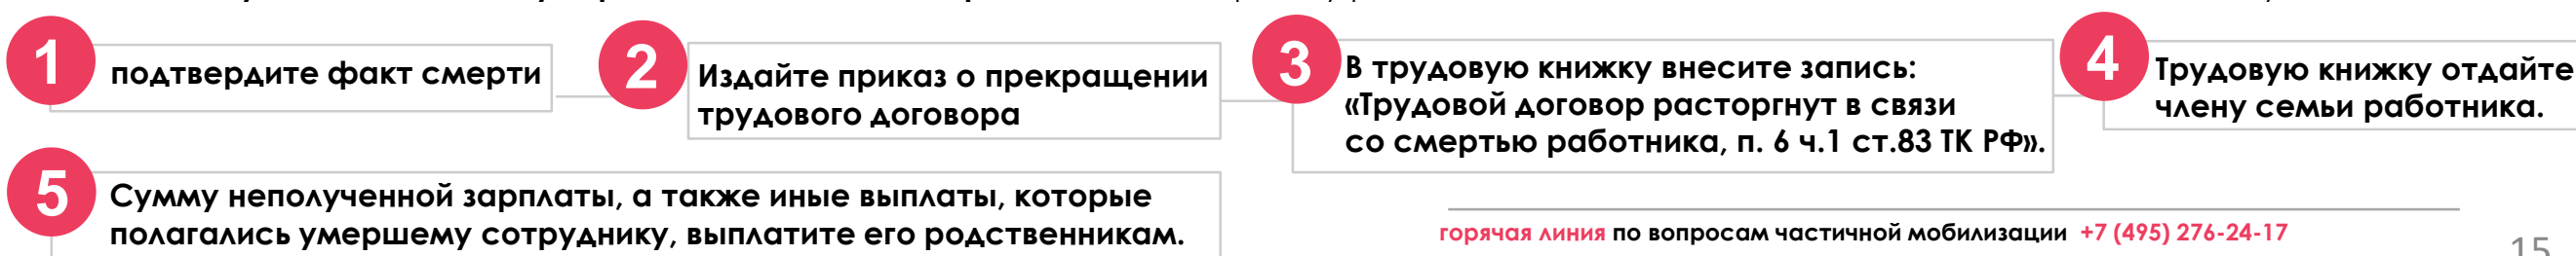 1
подтвердите факт смерти
2
Издайте приказ о прекращении
трудового договора
3
В трудовую книжку внесите запись:
«Трудовой договор расторгнут в связи
со смертью работника, п. 6 ч.1 ст.83 ТК РФ».
4
Трудовую книжку отдайте
члену семьи работника.
5
Сумму неполученной зарплаты, а также иные выплаты, которые
полагались умершему сотруднику, выплатите его родственникам.
горячая линия по вопросам частичной мобилизации +7 (495) 276-24-17
15